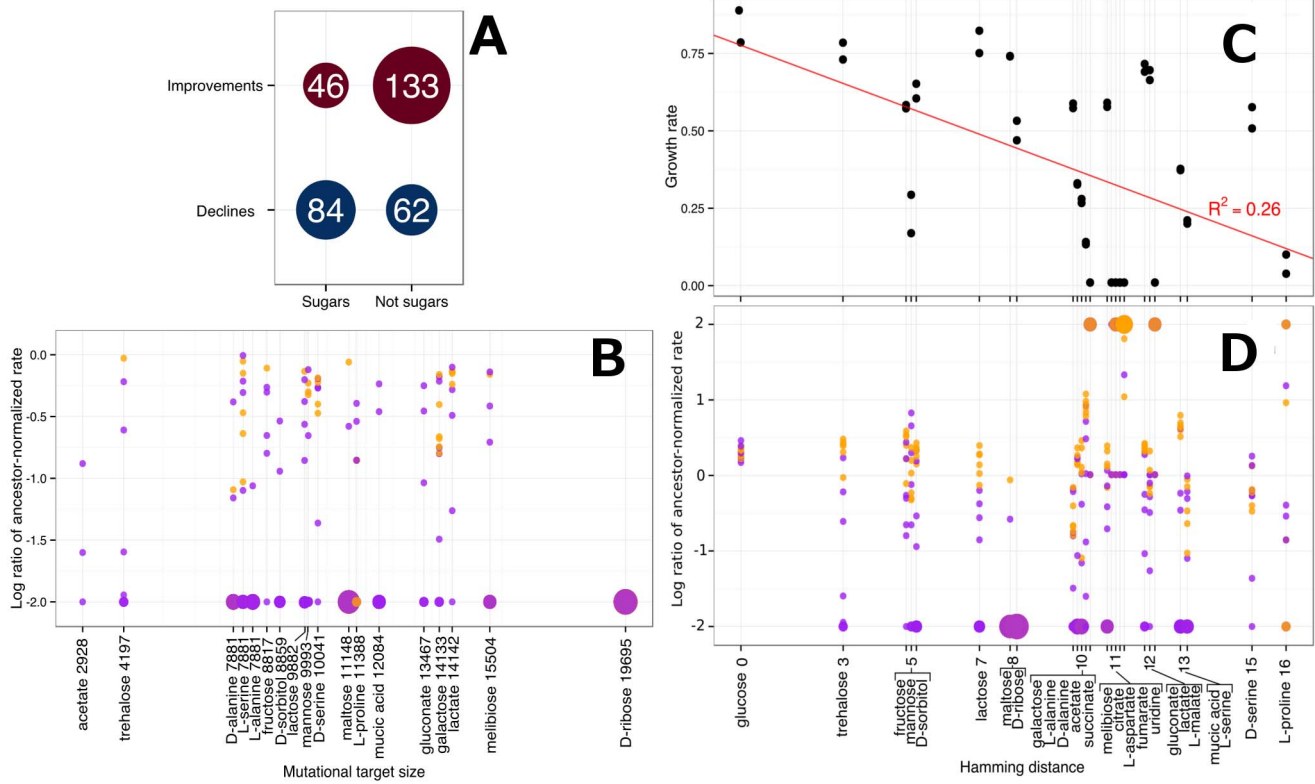 A
Improvements
46
133
Declines
84
62
Sugars
Not sugars
B
Log ratio of ancestor-normalized rate
0.0
-0.5
-1.0
-1.5
-2.0
acetate 2928
trehalose 4197
D-alanine 7881
L-serine 7881
L-alanine 7881
fructose 8817
D-sorbitol 8859
lactose 9882
mannose 9993
D-serine 10041
maltose 11148
L-proline 11388
mucic acid 12084
gluconate 13467
galactose 14133
lactate 14142
melibiose 15504
D-ribose 19695
Mutational target size
C
Growth rate
0.75
0.50
0.25
0.00
R² = 0.26
D
Log ratio of ancestor-normalized rate
2
1
0
-1
-2
glucose 0
trehalose 3
fructose
mannose
D-sorbitol
5
lactose 7
maltose
D-ribose
8
galactose
L-alanine
D-alanine
acetate
succinate
10
melibiose
citrate
L-aspartate
11
fumarate
uridine
12
gluconate
lactate
L-malate
13
mucic acid
L-serine
D-serine 15
L-proline 16
Hamming distance